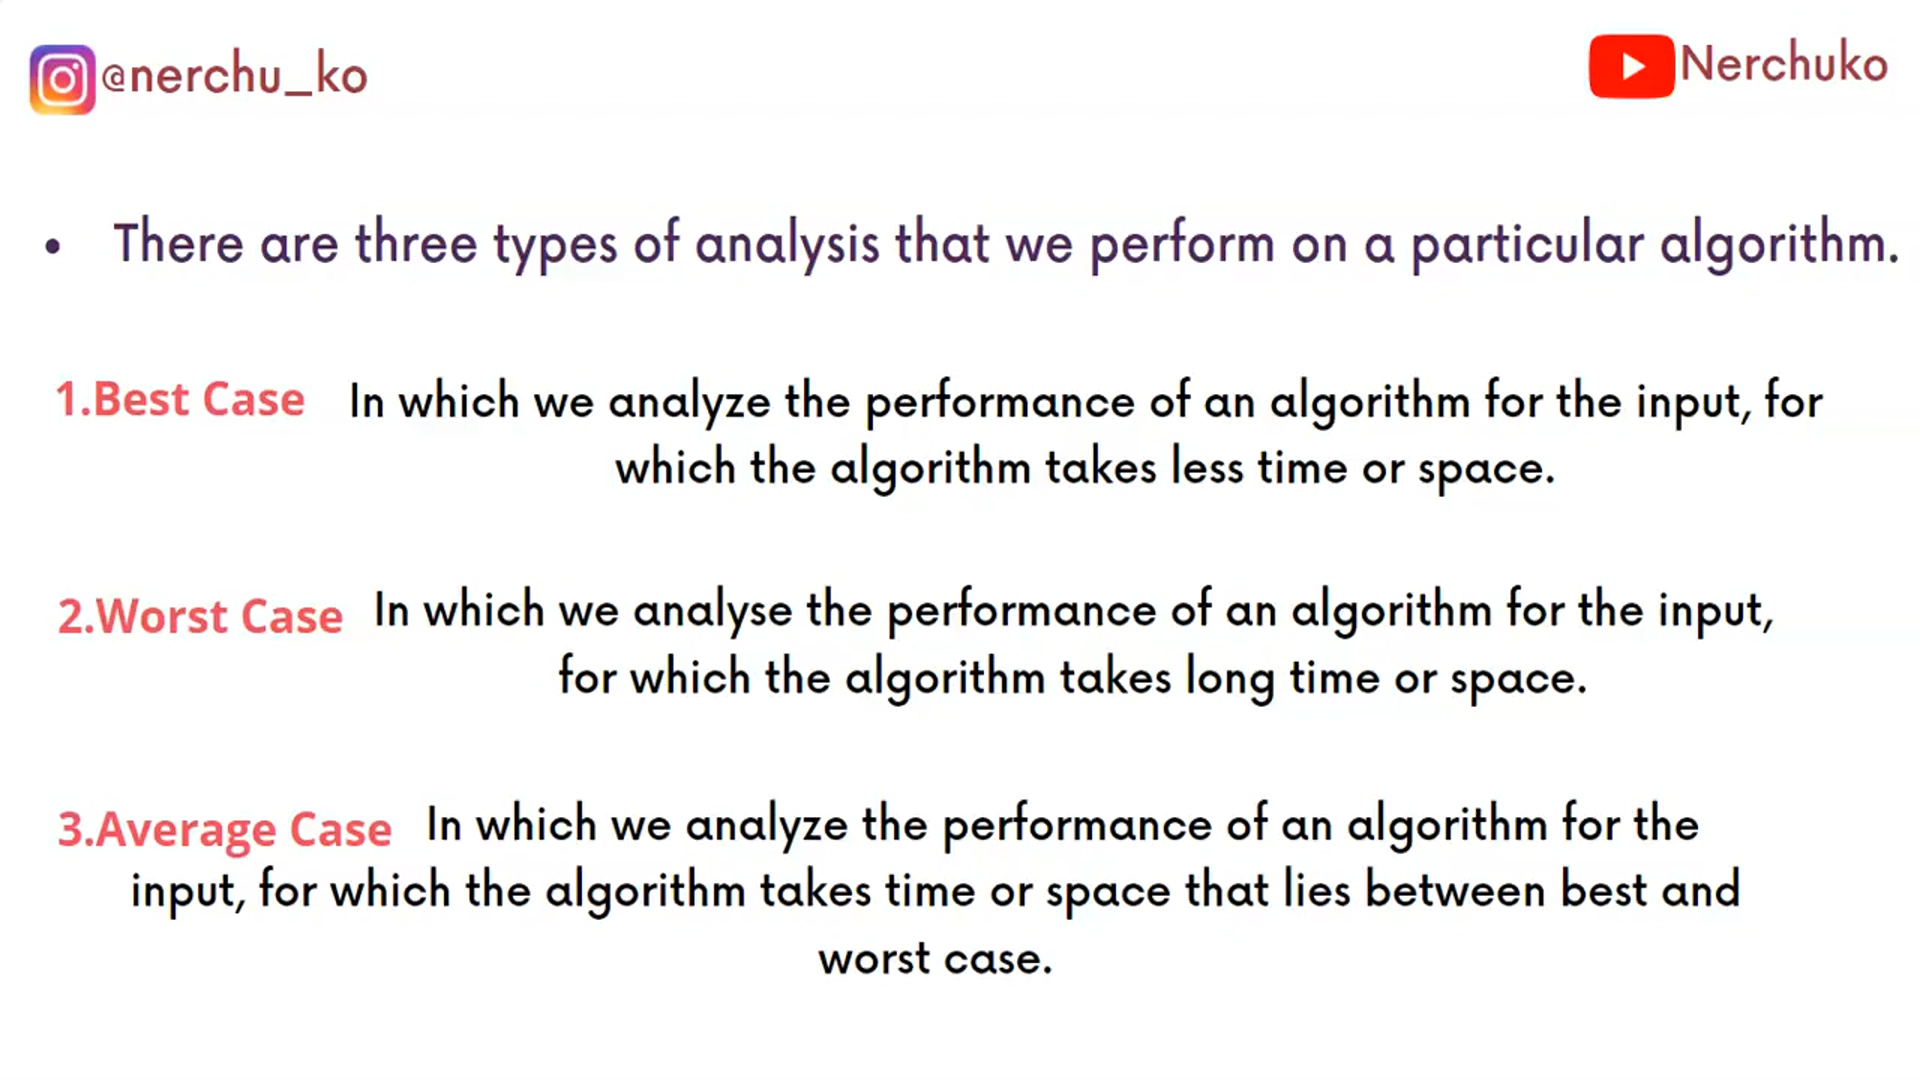 @nerchu_ko
Nerchuko
• There are three types of analysis that we perform on a particular algorithm.
1.Best Case In which we analyze the performance of an algorithm for the input, for
which the algorithm takes less time or space.
2.Worst Case In which we analyse the performance of an algorithm for the input,
for which the algorithm takes long time or space.
3.Average Case In which we analyze the performance of an algorithm for the
input, for which the algorithm takes time or space that lies between best and
worst case.